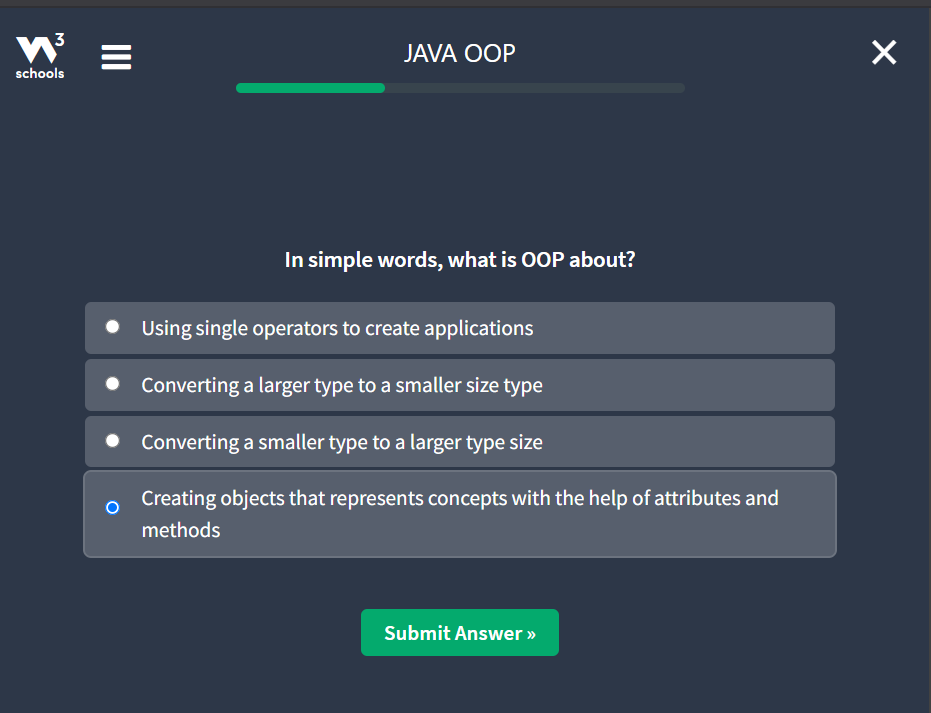 3
schools
JAVA OOP
In simple words, what is OOP about?
Using single operators to create applications
Converting a larger type to a smaller size type
Converting a smaller type to a larger type size
Creating objects that represents concepts with the help of attributes and
methods
Submit Answer »